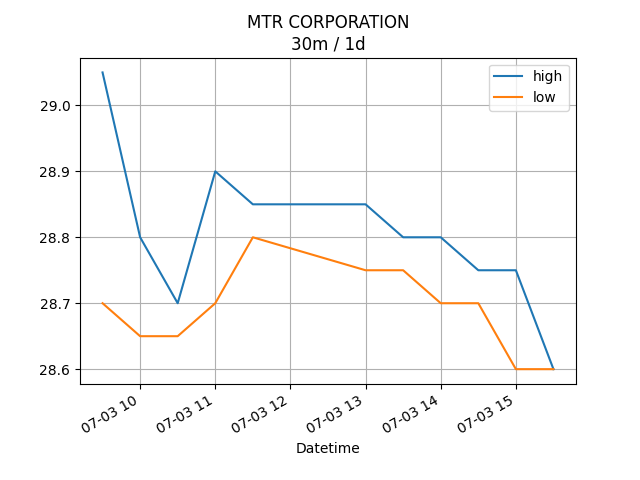 MTR CORPORATION
30m / 1d
high
low
29.0
28.9
28.8
28.7
28.6
07-03 10
07-03 11
07-03 12
07-03 13
07-03 14
07-03 15
Datetime